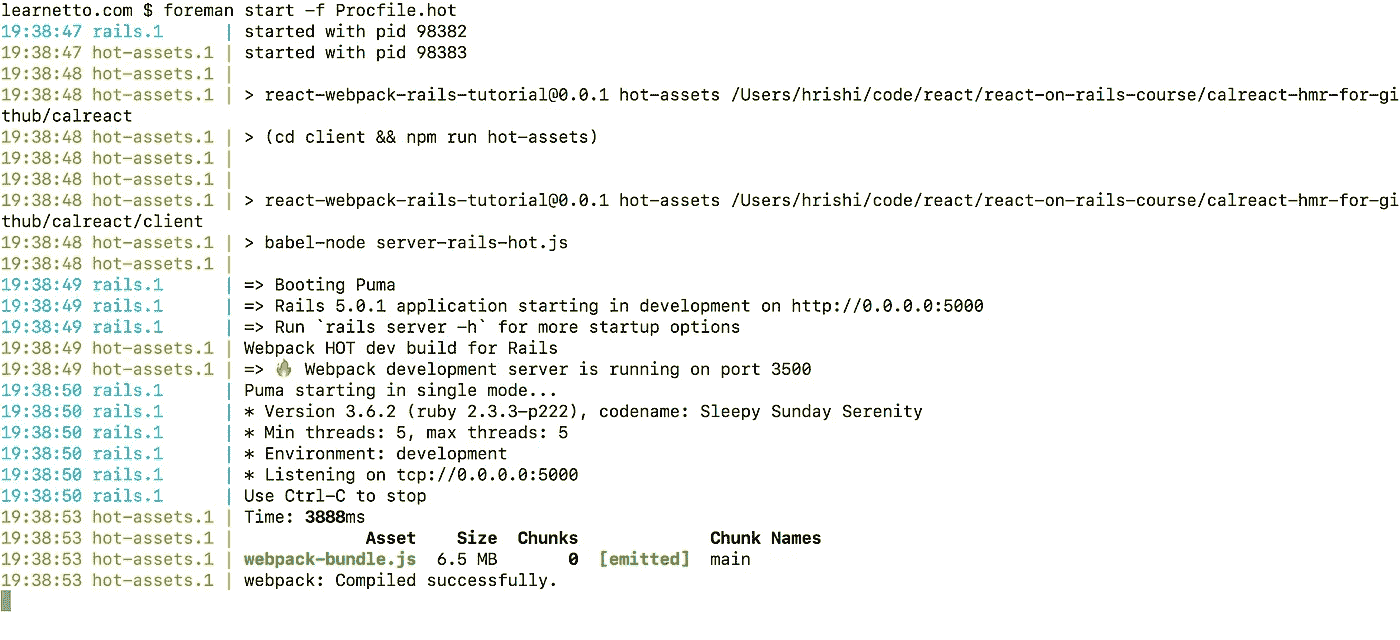 learnetto.com $ foreman start -f Procfile.hot
19:38:47 rails.1      | started with pid 98382
19:38:47 hot-assets.1 | started with pid 98383
19:38:48 hot-assets.1 |
19:38:48 hot-assets.1 | > react-webpack-rails-tutorial@0.0.1 hot-assets /Users/hrishi/code/react/react-on-rails-course/calreact-hmr-for-gi
thub/calreact
19:38:48 hot-assets.1 | > (cd client && npm run hot-assets)
19:38:48 hot-assets.1 |
19:38:48 hot-assets.1 |
19:38:48 hot-assets.1 | > react-webpack-rails-tutorial@0.0.1 hot-assets /Users/hrishi/code/react/react-on-rails-course/calreact-hmr-for-gi
thub/calreact/client
19:38:48 hot-assets.1 | > babel-node server-rails-hot.js
19:38:48 hot-assets.1 |
19:38:49 rails.1      | => Booting Puma
19:38:49 rails.1      | => Rails 5.0.1 application starting in development on http://0.0.0.0:5000
19:38:49 rails.1      | => Run `rails server -h` for more startup options
19:38:49 hot-assets.1 | Webpack HOT dev build for Rails
19:38:49 hot-assets.1 | => 🔥 Webpack development server is running on port 3500
19:38:50 rails.1      | Puma starting in single mode...
19:38:50 rails.1      | * Version 3.6.2 (ruby 2.3.3-p222), codename: Sleepy Sunday Serenity
19:38:50 rails.1      | * Min threads: 5, max threads: 5
19:38:50 rails.1      | * Environment: development
19:38:50 rails.1      | * Listening on tcp://0.0.0.0:5000
19:38:50 rails.1      | Use Ctrl-C to stop
19:38:53 hot-assets.1 | Time: 3888ms
19:38:53 hot-assets.1 |             Asset    Size  Chunks             Chunk Names
19:38:53 hot-assets.1 | webpack-bundle.js  6.5 MB       0  [emitted]  main
19:38:53 hot-assets.1 | webpack: Compiled successfully.